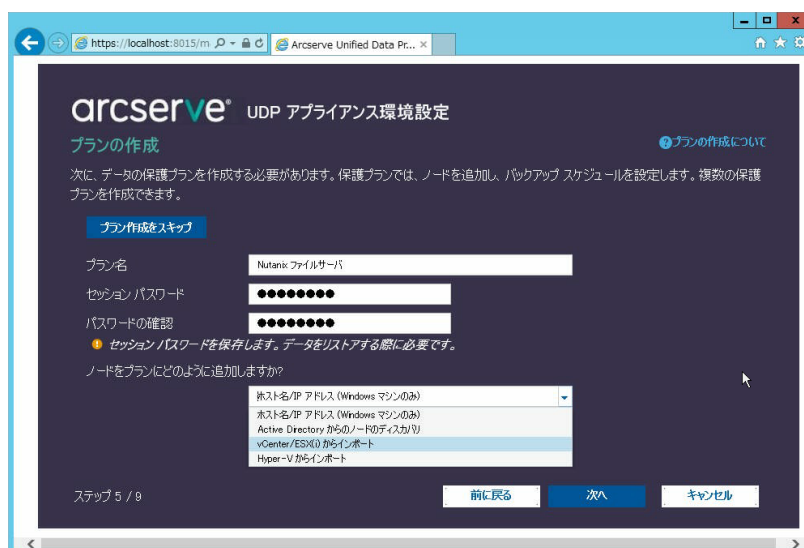 https://localhost:8015/m
Arcserve Unified Data Pr... ×
arcserve® UDP アプライアンス環境設定
プランの作成
?プランの作成について
次に、データの保護プランを作成する必要があります。保護プランでは、ノードを追加し、バックアップ スケジュールを設定します。複数の保護
プランを作成できます。
プラン作成をスキップ
プラン名
Nutanix ファイルサーバ
セッション パスワード
●●●●●●●●
パスワードの確認
●●●●●●●●
セッション パスワードを保存します。データをリストアする際に必要です。
ノードをプランにどのように追加しますか?
ホスト名/IP アドレス (Windows マシンのみ)
ホスト名/IP アドレス (Windows マシンのみ)
Active Directory からのノードのディスカバリ
vCenter/ESX(i) からインポート
Hyper-V からインポート
ステップ 5 / 9
前に戻る
次へ
キャンセル